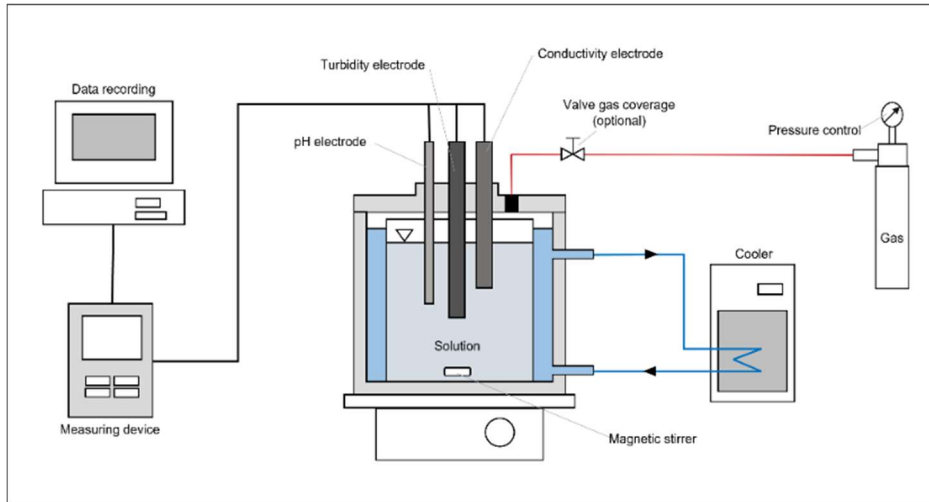 Conductivity electrode
Turbidity electrode
Data recording
Valve gas coverage
(optional)
Pressure control
pH electrode
Gas
Cooler
Solution
Measuring device
Magnetic stirrer